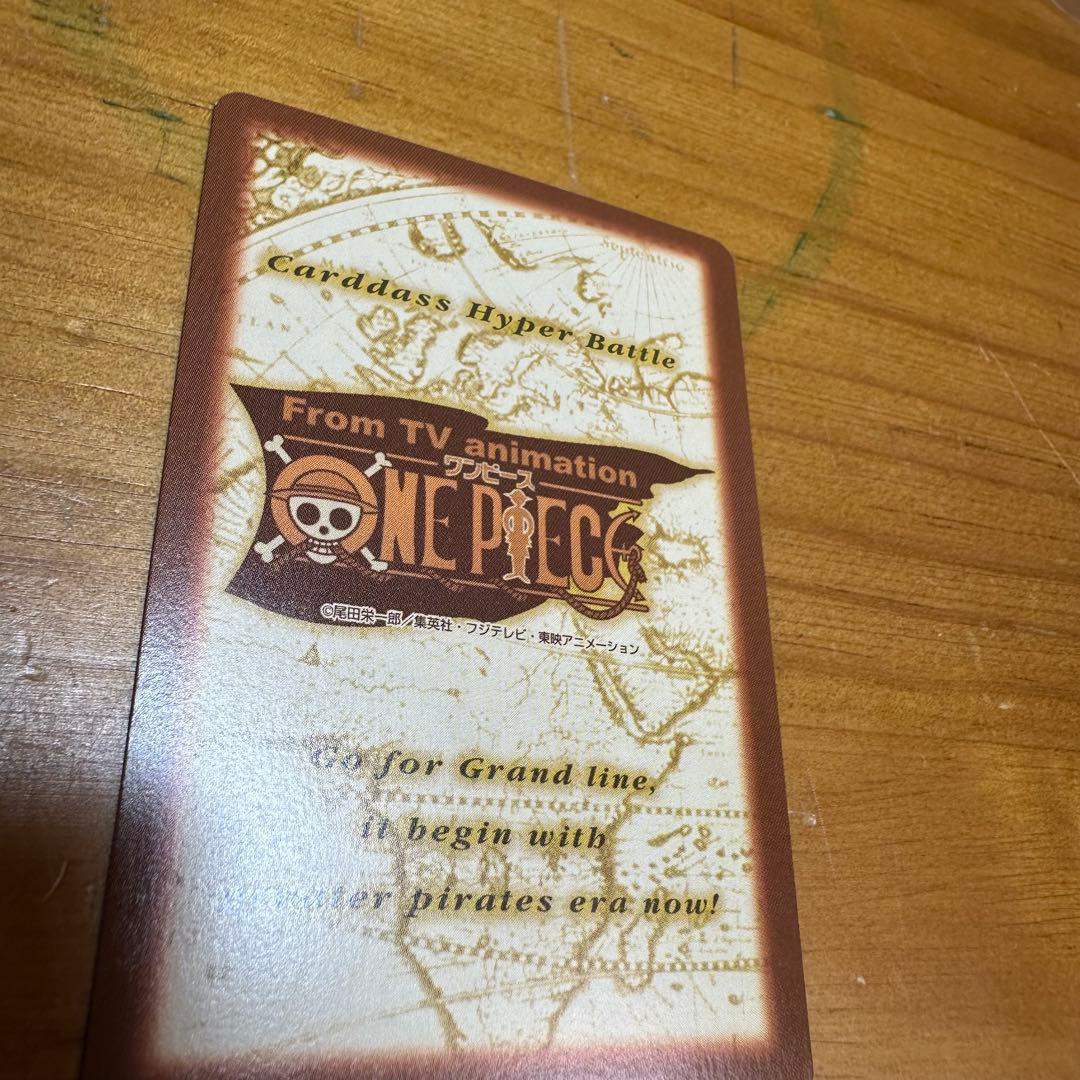 Carddass Hyper Battle
From TV animation
ワンピース
ONE PIECE
©尾田栄一郎／集英社・フジテレビ・東映アニメーション
Go for Grand line,
it begin with
pirates era now!